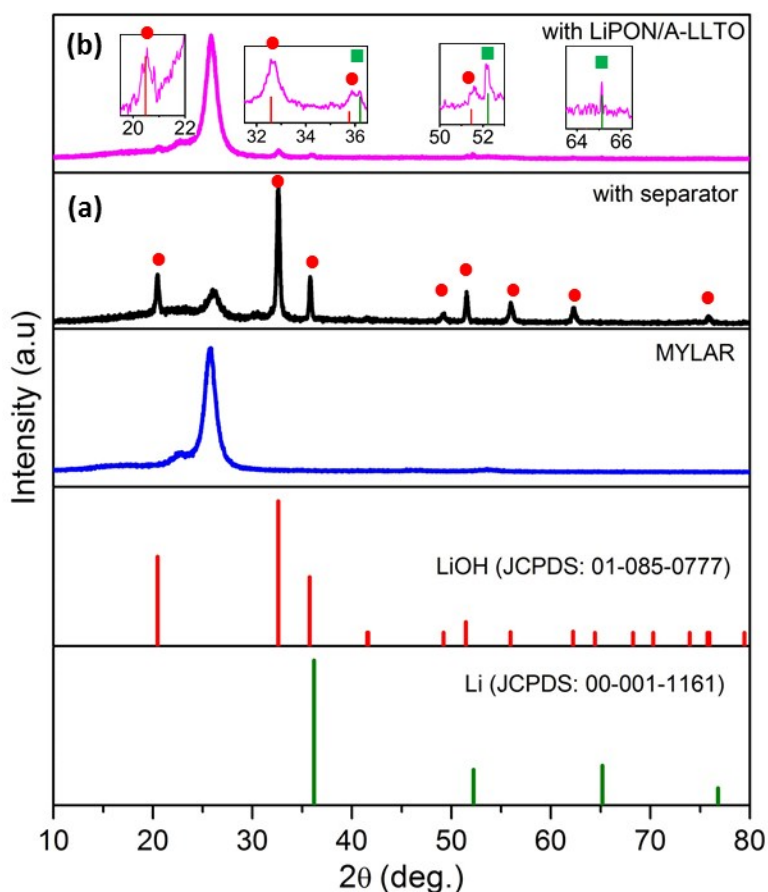 (b)
with LiPON/A-LLTO
20 22
32 34 36
50 52
64 66
(a)
with separator
MYLAR
LiOH (JCPDS: 01-085-0777)
Li (JCPDS: 00-001-1161)
10 20 30 40 50 60 70 80
2θ (deg.)
Intensity (a.u)